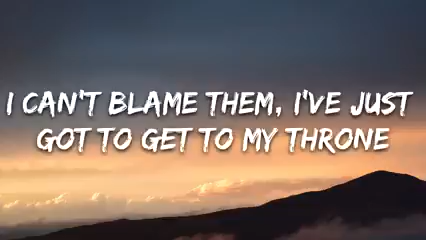 I CAN'T BLAME THEM, I'VE JUST
GOT TO GET TO MY THRONE